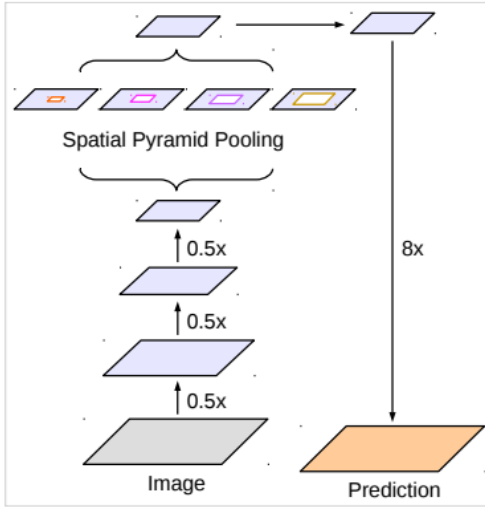 Spatial Pyramid Pooling
0.5x
8x
0.5x
0.5x
Image
Prediction